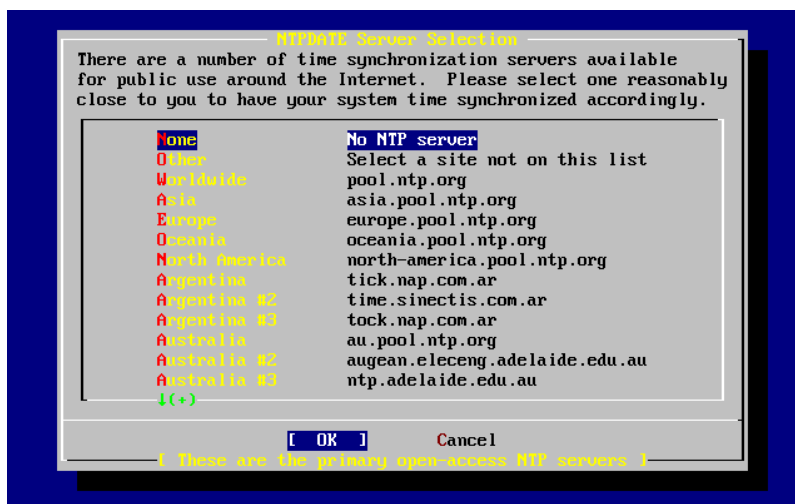 NTPDATE Server Selection
There are a number of time synchronization servers available
for public use around the Internet.  Please select one reasonably
close to you to have your system time synchronized accordingly.
None No NTP server
Other Select a site not on this list
Worldwide pool.ntp.org
Asia asia.pool.ntp.org
Europe europe.pool.ntp.org
Oceania oceania.pool.ntp.org
North America north-america.pool.ntp.org
Argentina tick.nap.com.ar
Argentina #2 time.sinectis.com.ar
Argentina #3 tock.nap.com.ar
Australia au.pool.ntp.org
Australia #2 augean.eleceng.adelaide.edu.au
Australia #3 ntp.adelaide.edu.au
↓(+)
[ OK ] Cancel
[ These are the primary open-access NTP servers ]